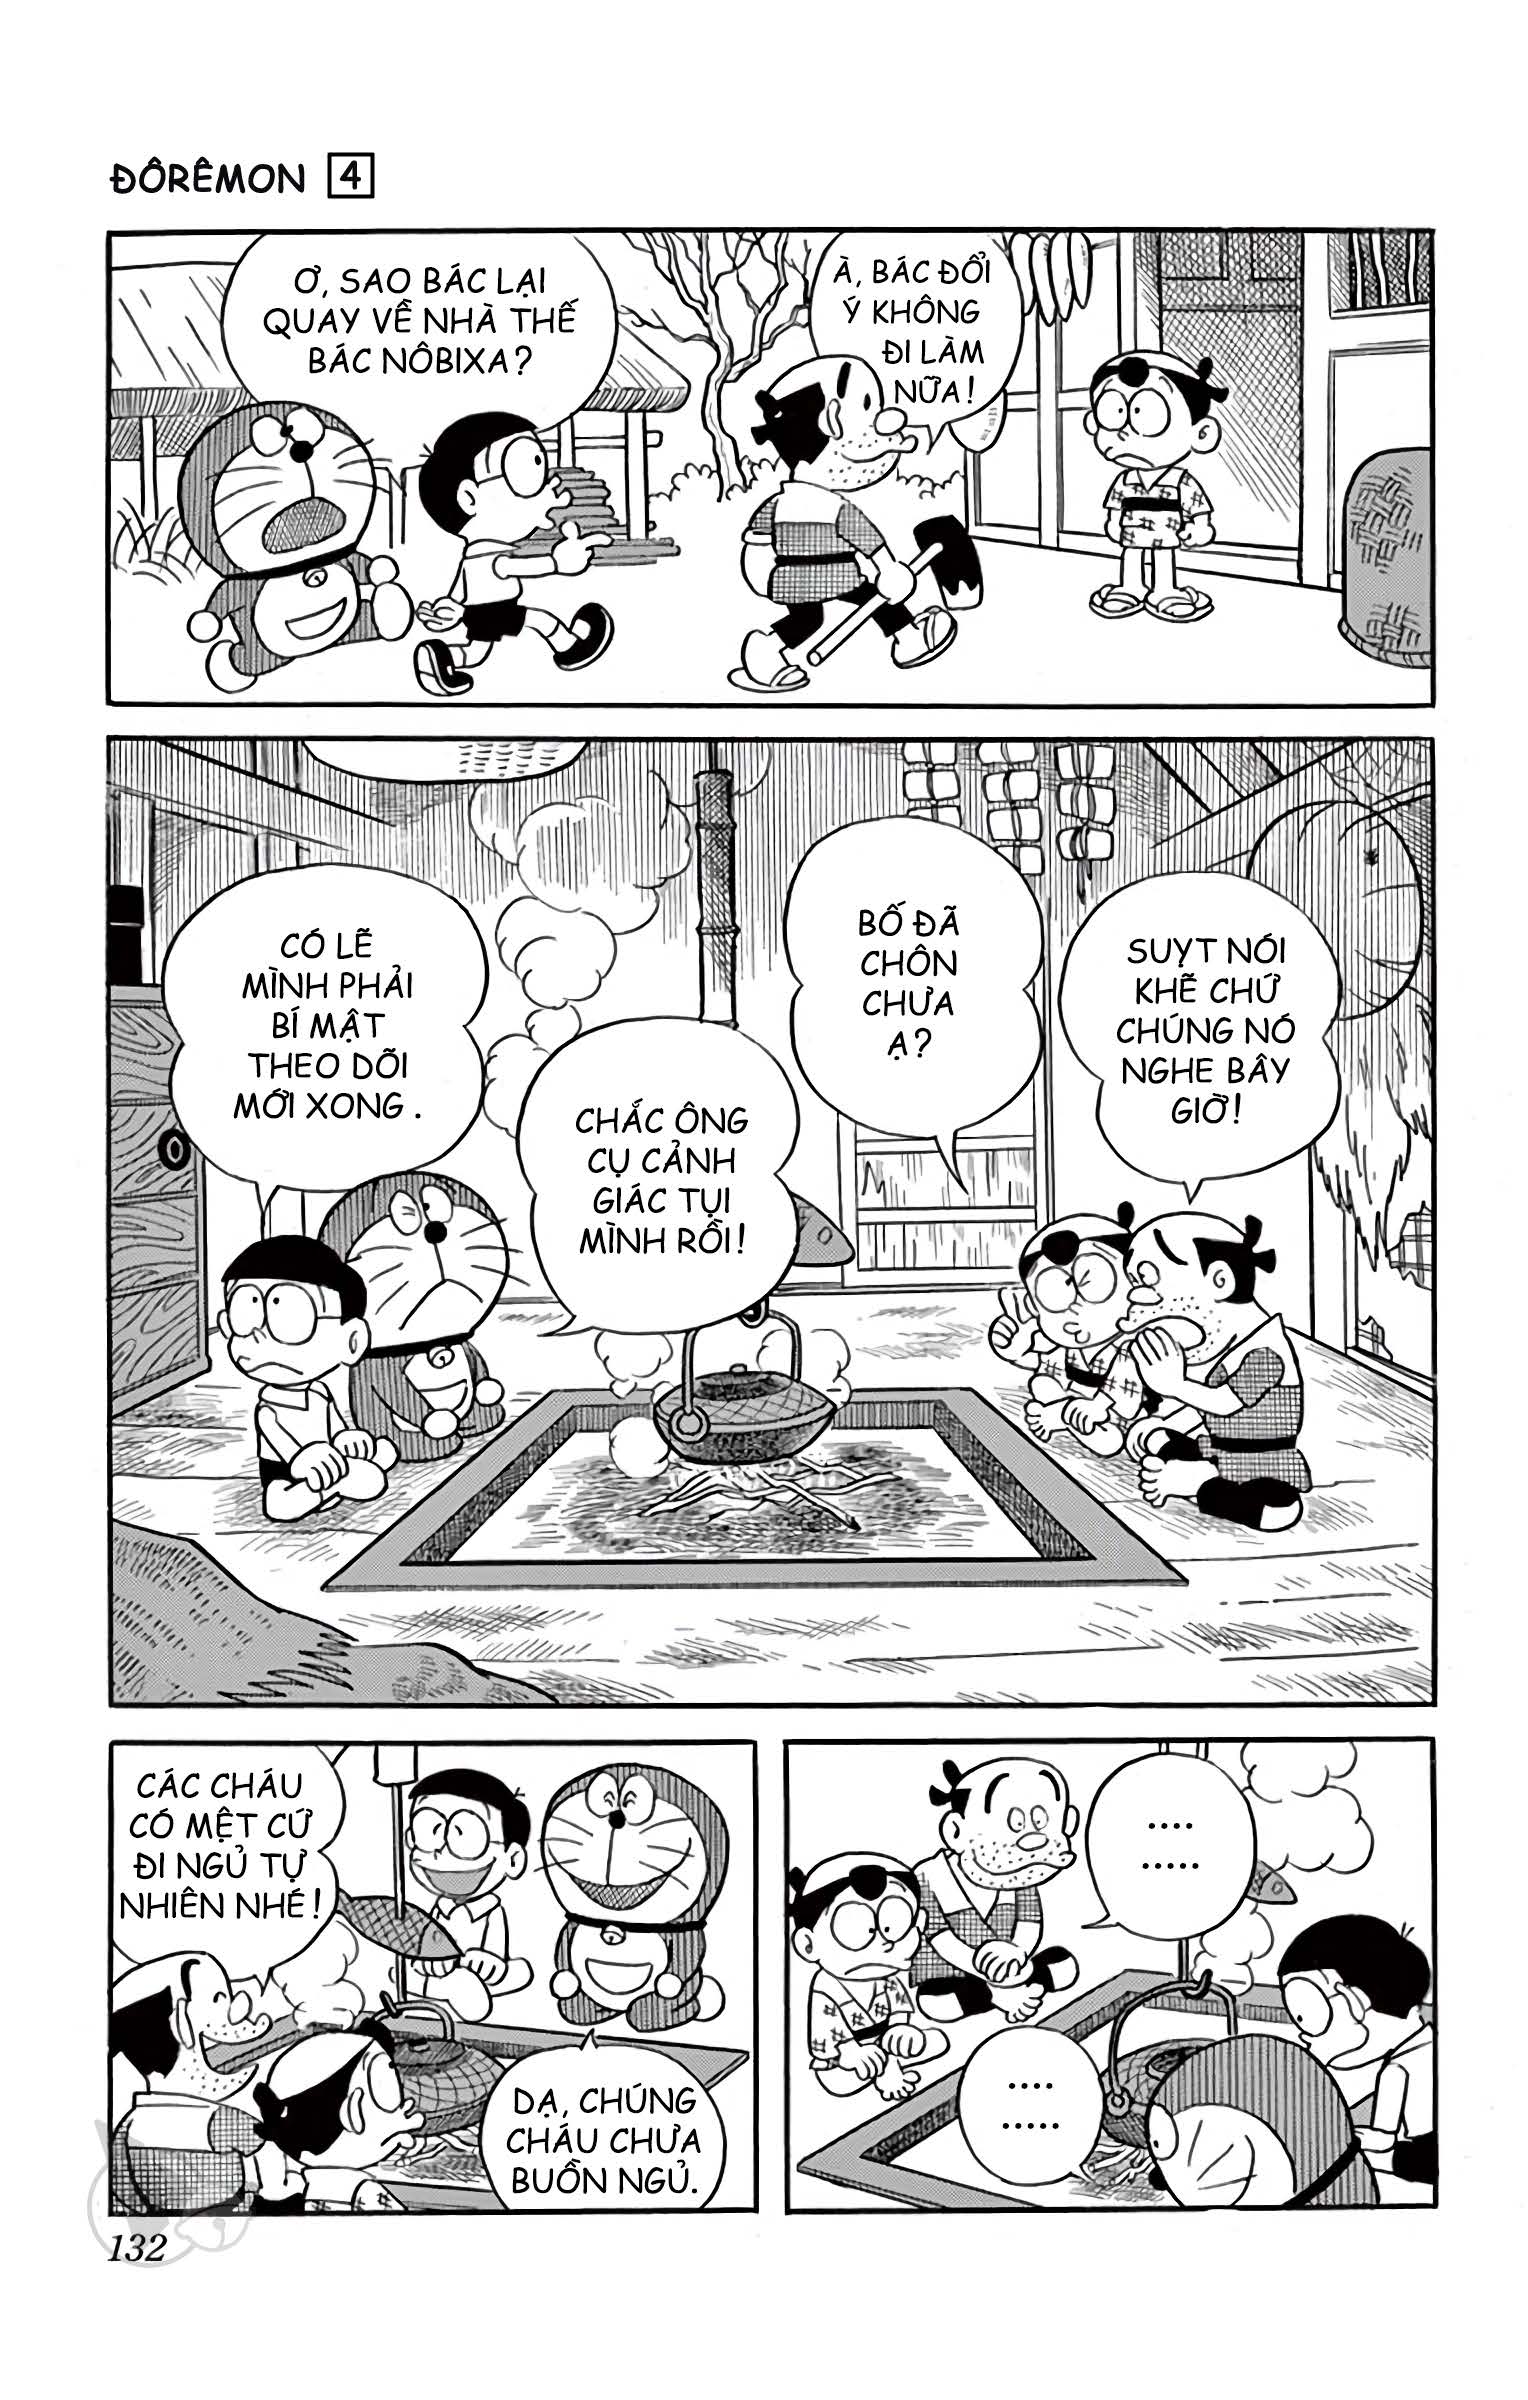 ĐÔRÊMON 4
Ơ, SAO BÁC LẠI
QUAY VỀ NHÀ THẾ
BÁC NÔBIXA?
À, BÁC ĐỔI
Ý KHÔNG
ĐI LÀM
NỮA!
CÓ LẼ
MÌNH PHẢI
BÍ MẬT
THEO DÕI
MỚI XONG.
CHẮC ÔNG
CỤ CẢNH
GIÁC TỤI
MÌNH RỒI!
BỐ ĐÃ
CHÔN
CHƯA
Ạ?
SUỴT NÓI
KHẼ CHỨ
CHÚNG NÓ
NGHE BÂY
GIỜ!
CÁC CHÁU
CÓ MỆT CỨ
ĐI NGỦ TỰ
NHIÊN NHÉ!
DẠ, CHÚNG
CHÁU CHƯA
BUỒN NGỦ.
....
.....
....
.....
132